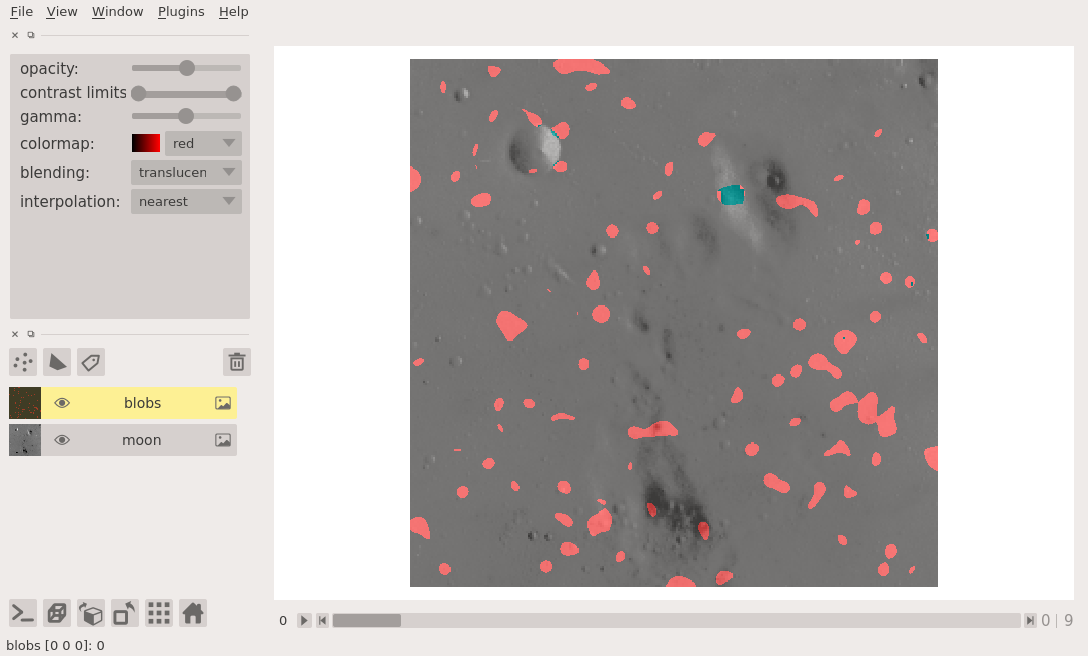 File View Window Plugins Help
opacity:
contrast limits
gamma:
colormap: red
blending: translucen
interpolation: nearest
blobs
moon
0 0 | 9
blobs [0 0 0]: 0